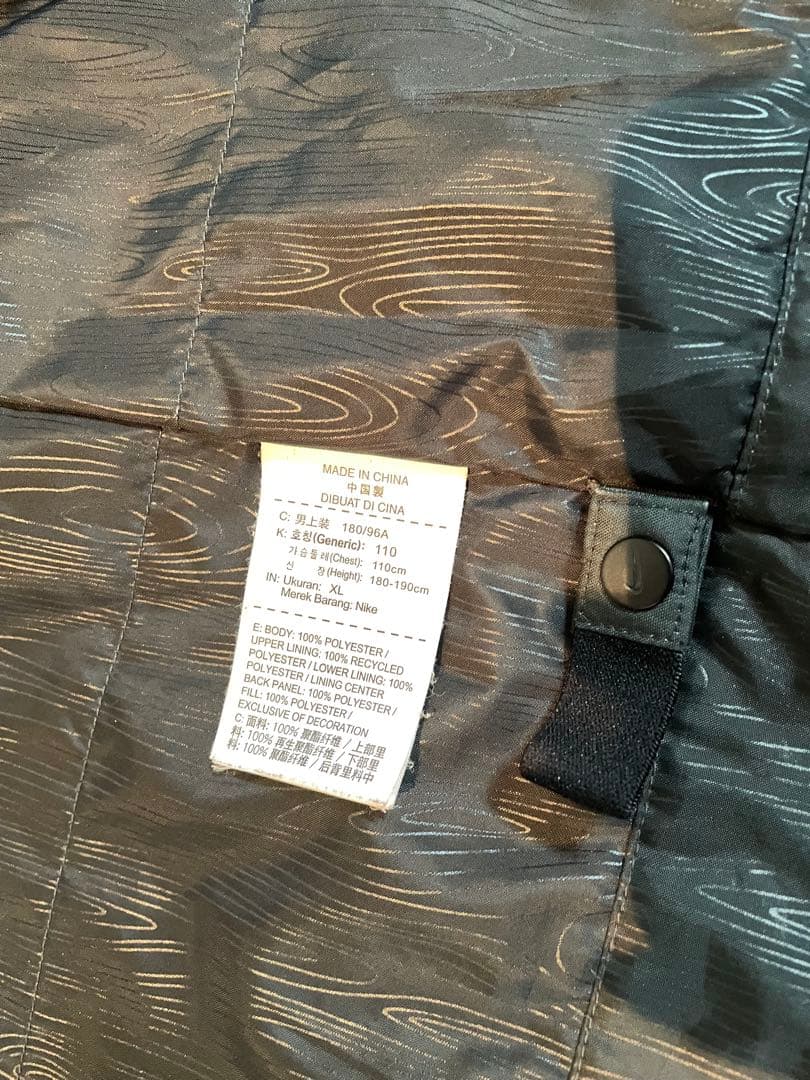 MADE IN CHINA
中国製
DIBUAT DI CINA
C: 男上装 180/96A
K: 호칭(Generic): 110
가슴둘레(Chest): 110cm
신 장(Height): 180-190cm
IN: Ukuran: XL
Merek Barang: Nike
E: BODY: 100% POLYESTER /
UPPER LINING: 100% RECYCLED
POLYESTER / LOWER LINING: 100%
POLYESTER / LINING CENTER
BACK PANEL: 100% POLYESTER /
FILL: 100% POLYESTER /
EXCLUSIVE OF DECORATION
C: 面料: 100% 聚酯纤维 / 上部里
料: 100% 再生聚酯纤维 / 下部里
料: 100% 聚酯纤维 / 后背里料中